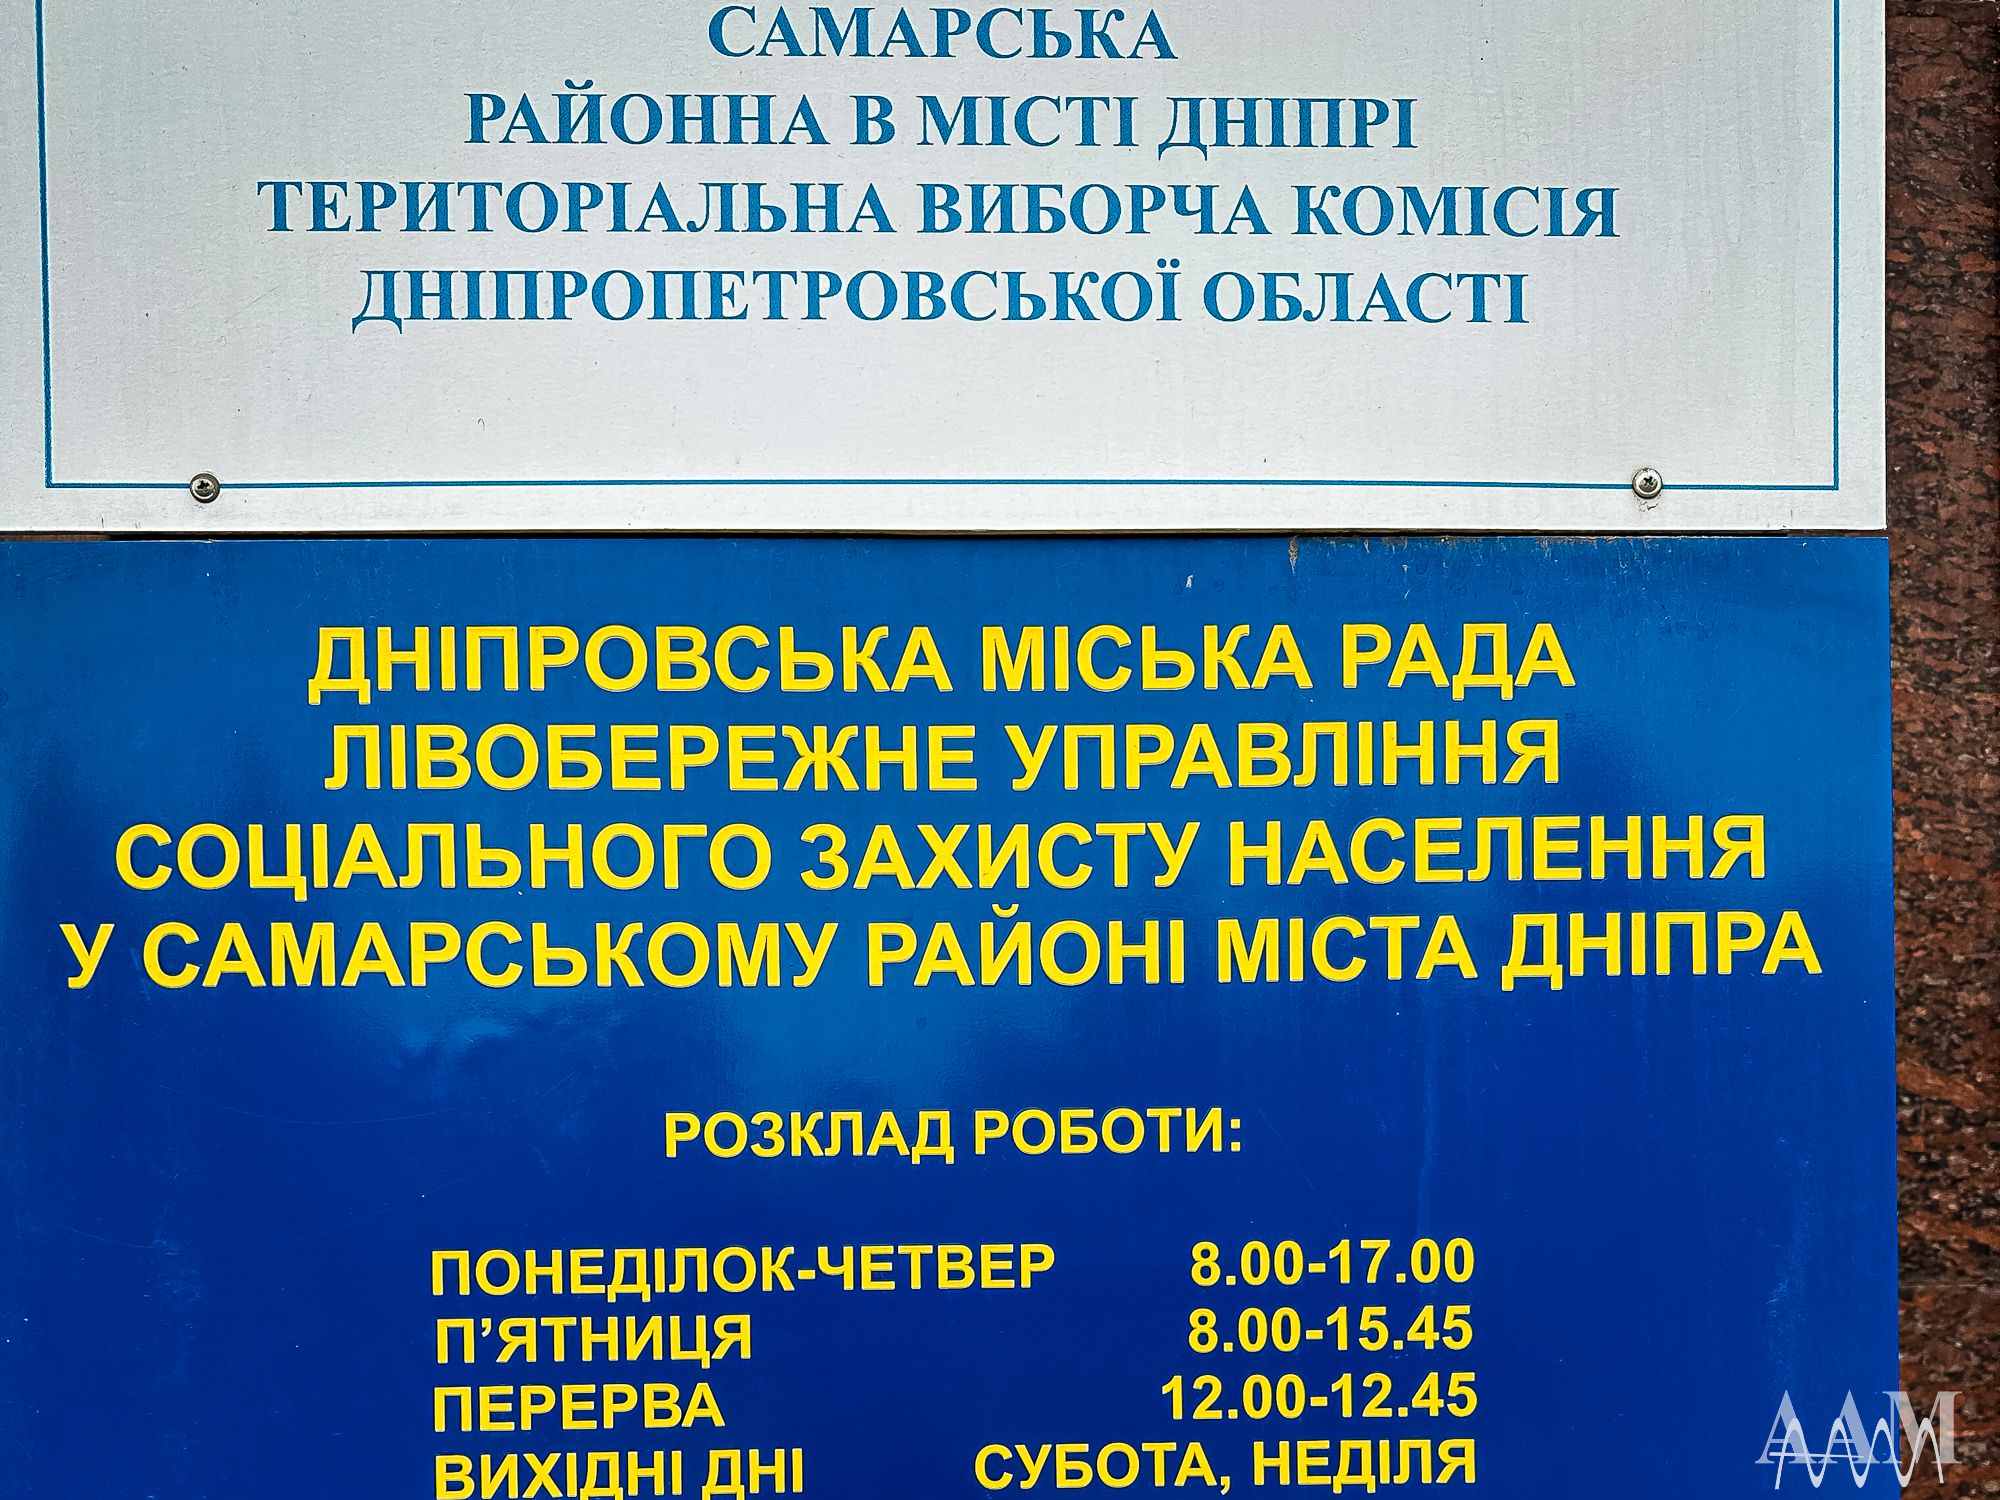 САМАРСЬКА
РАЙОННА В МІСТІ ДНІПРІ
ТЕРИТОРІАЛЬНА ВИБОРЧА КОМІСІЯ
ДНІПРОПЕТРОВСЬКОЇ ОБЛАСТІ
ДНІПРОВСЬКА МІСЬКА РАДА
ЛІВОБЕРЕЖНЕ УПРАВЛІННЯ
СОЦІАЛЬНОГО ЗАХИСТУ НАСЕЛЕННЯ
У САМАРСЬКОМУ РАЙОНІ МІСТА ДНІПРА
РОЗКЛАД РОБОТИ:
ПОНЕДІЛОК-ЧЕТВЕР 8.00-17.00
П’ЯТНИЦЯ 8.00-15.45
ПЕРЕРВА 12.00-12.45
ВИХІДНІ ДНІ СУБОТА, НЕДІЛЯ
ААМ